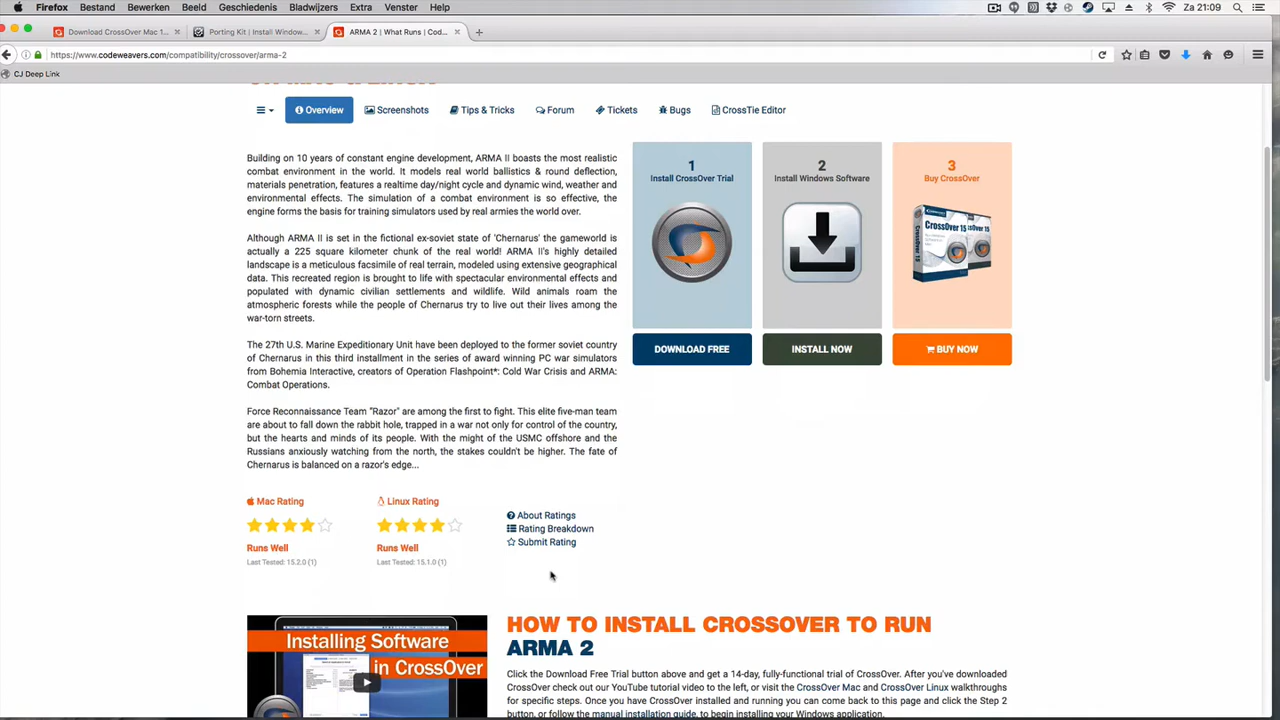 Firefox Bestand Bewerken Beeld Geschiedenis Bladwijzers Extra Venster Help Za 21:09
Download CrossOver Mac 1... × Porting Kit | Install Window... × ARMA 2 | What Runs | Cod... × +
https://www.codeweavers.com/compatibility/crossover/arma-2
CJ Deep Link
Overview Screenshots Tips & Tricks Forum Tickets Bugs CrossTie Editor
Building on 10 years of constant engine development, ARMA II boasts the most realistic
combat environment in the world. It models real world ballistics & round deflection,
materials penetration, features a realtime day/night cycle and dynamic wind, weather and
environmental effects. The simulation of a combat environment is so effective, the
engine forms the basis for training simulators used by real armies the world over.
Although ARMA II is set in the fictional ex-soviet state of 'Chernarus' the gameworld is
actually a 225 square kilometer chunk of the real world! ARMA II's highly detailed
landscape is a meticulous facsimile of real terrain, modeled using extensive geographical
data. This recreated region is brought to life with spectacular environmental effects and
populated with dynamic civilian settlements and wildlife. Wild animals roam the
atmospheric forests while the people of Chernarus try to live out their lives among the
war-torn streets.
The 27th U.S. Marine Expeditionary Unit have been deployed to the former soviet country
of Chernarus in this third installment in the series of award winning PC war simulators
from Bohemia Interactive, creators of Operation Flashpoint*: Cold War Crisis and ARMA:
Combat Operations.
Force Reconnaissance Team "Razor" are among the first to fight. This elite five-man team
are about to fall down the rabbit hole, trapped in a war not only for control of the country,
but the hearts and minds of its people. With the might of the USMC offshore and the
Russians anxiously watching from the north, the stakes couldn't be higher. The fate of
Chernarus is balanced on a razor's edge...
1
Install CrossOver Trial
DOWNLOAD FREE
2
Install Windows Software
INSTALL NOW
3
Buy CrossOver
CrossOver 15
BUY NOW
Mac Rating
Runs Well
Last Tested: 15.2.0 (1)
Linux Rating
Runs Well
Last Tested: 15.1.0 (1)
About Ratings
Rating Breakdown
Submit Rating
Installing Software
in CrossOver
HOW TO INSTALL CROSSOVER TO RUN
ARMA 2
Click the Download Free Trial button above and get a 14-day, fully-functional trial of CrossOver. After you've downloaded
CrossOver check out our YouTube tutorial video to the left, or visit the CrossOver Mac and CrossOver Linux walkthroughs
for specific steps. Once you have CrossOver installed and running you can come back to this page and click the Step 2
button, or follow the manual installation guide, to begin installing your Windows application.